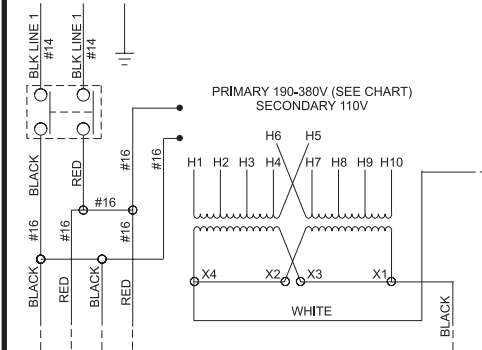 BLK LINE 1
#14
BLK LINE 1
#14
PRIMARY 190-380V (SEE CHART)
SECONDARY 110V
H6 H5
H1 H2 H3 H4 H7 H8 H9 H10
BLACK
RED
#16
#16
#16
#16
#16
#16
BLACK
RED
BLACK
RED
X4 X2 X3 X1
WHITE
BLACK